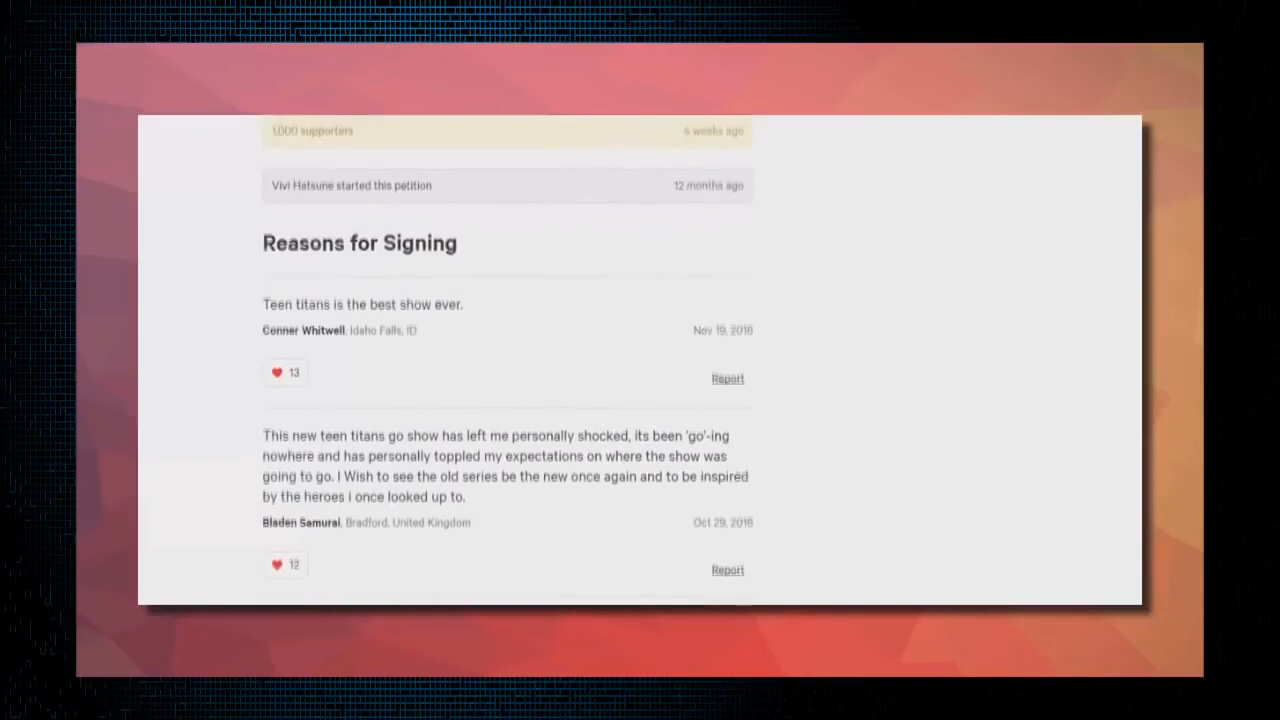 1,000 supporters 4 weeks ago
Vivi Hatsune started this petition 12 months ago
Reasons for Signing
Teen titans is the best show ever.
Conner Whitwell, Idaho Falls, ID Nov 19, 2016
13
Report
This new teen titans go show has left me personally shocked, its been 'go'-ing
nowhere and has personally toppled my expectations on where the show was
going to go. I Wish to see the old series be the new once again and to be inspired
by the heroes i once looked up to.
Bladen Samurai, Bradford, United Kingdom Oct 29, 2016
12
Report